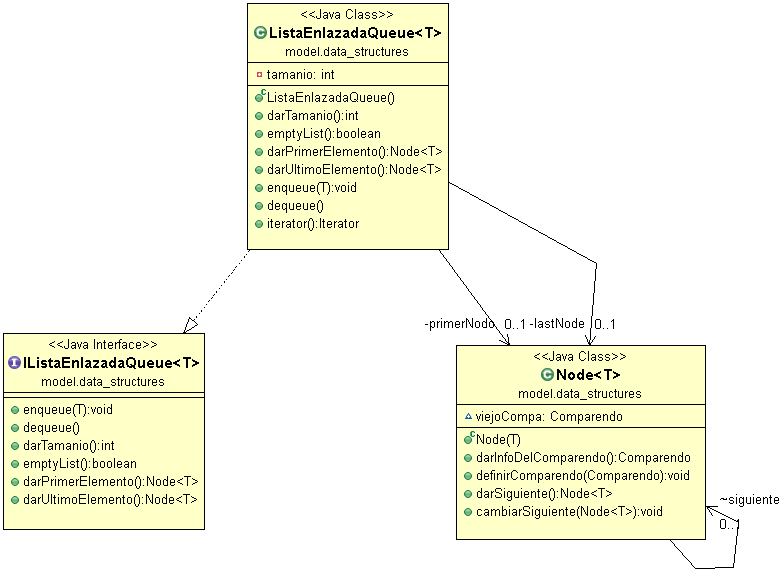 <<Java Class>>
ListaEnlazadaQueue<T>
model.data_structures
tamanio: int
ListaEnlazadaQueue()
darTamanio():int
emptyList():boolean
darPrimerElemento():Node<T>
darUltimoElemento():Node<T>
enqueue(T):void
dequeue()
iterator():Iterator
-primerNodo 0..1
-lastNode 0..1
<<Java Interface>>
IListaEnlazadaQueue<T>
model.data_structures
enqueue(T):void
dequeue()
darTamanio():int
emptyList():boolean
darPrimerElemento():Node<T>
darUltimoElemento():Node<T>
<<Java Class>>
Node<T>
model.data_structures
viejoCompa: Comparendo
Node(T)
darInfoDelComparendo():Comparendo
definirComparendo(Comparendo):void
darSiguiente():Node<T>
cambiarSiguiente(Node<T>):void
~siguiente
0..1